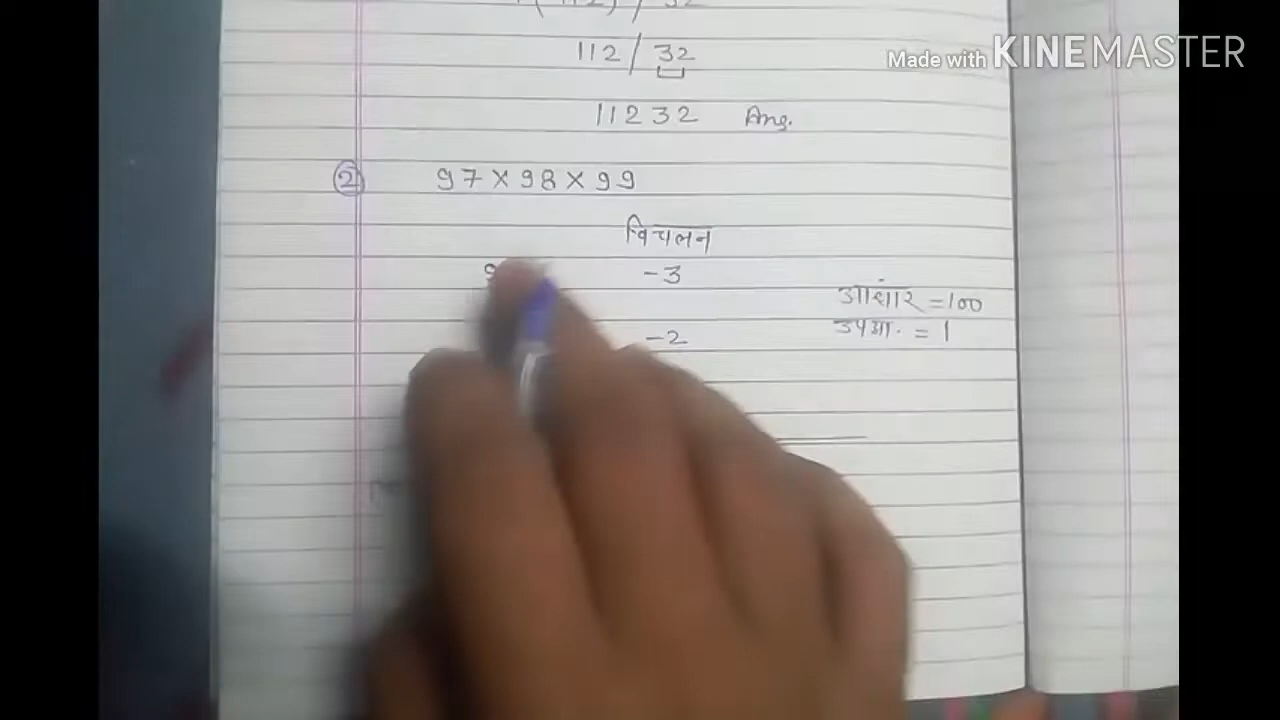 Made with KINEMASTER
112 / 32
11232 Ans.
② 97 × 98 × 99
विचलन
-3
आधार = 100
-2
उपआ. = 1